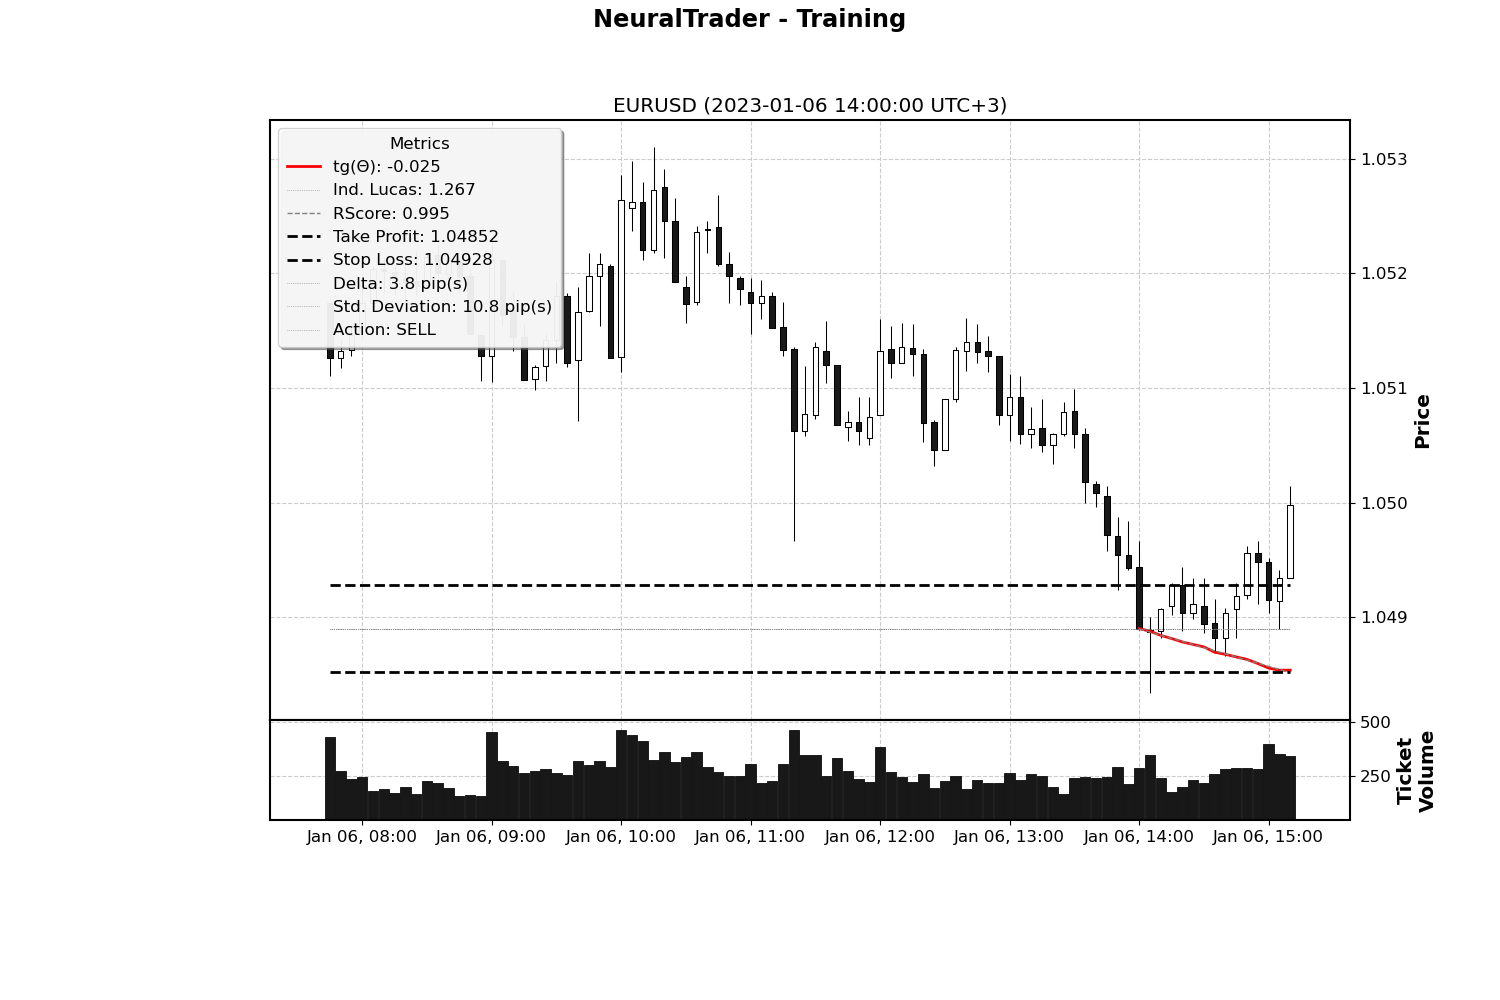 NeuralTrader - Training
EURUSD (2023-01-06 14:00:00 UTC+3)
Metrics
tg(Θ): -0.025
Ind. Lucas: 1.267
RScore: 0.995
Take Profit: 1.04852
Stop Loss: 1.04928
Delta: 3.8 pip(s)
Std. Deviation: 10.8 pip(s)
Action: SELL
1.053
1.052
1.051
1.050
1.049
Price
500
250
Ticket
Volume
Jan 06, 08:00
Jan 06, 09:00
Jan 06, 10:00
Jan 06, 11:00
Jan 06, 12:00
Jan 06, 13:00
Jan 06, 14:00
Jan 06, 15:00